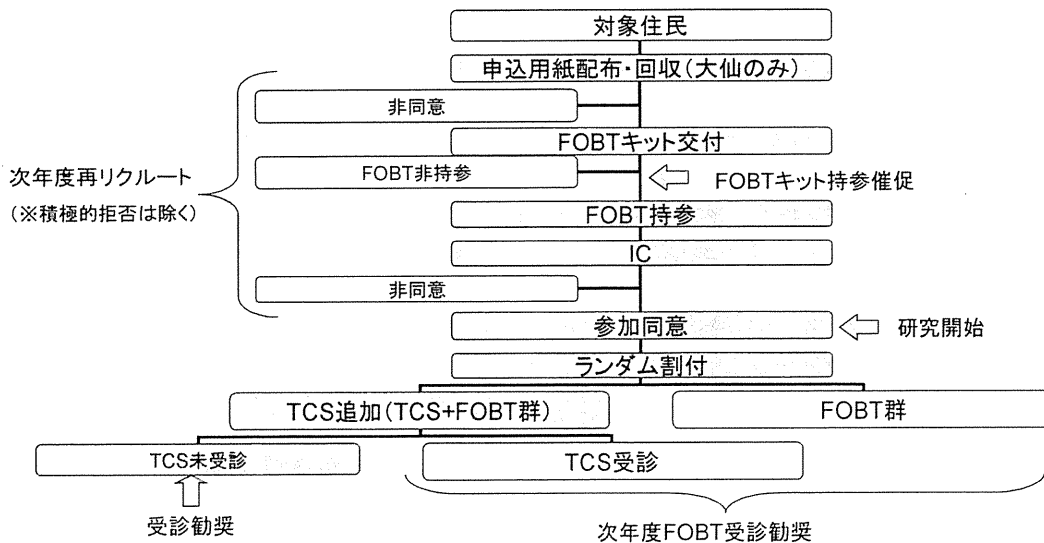 対象住民
申込用紙配布・回収(大仙のみ)
非同意
FOBTキット交付
FOBT非持参
FOBTキット持参催促
次年度再リクルート
(※積極的拒否は除く)
FOBT持参
IC
非同意
参加同意
研究開始
ランダム割付
TCS追加(TCS+FOBT群)
FOBT群
TCS未受診
TCS受診
受診勧奨
次年度FOBT受診勧奨